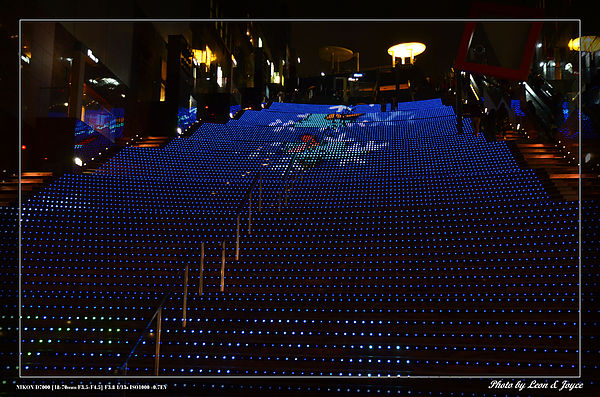 NIKON D7000 [18-70mm F3.5-F4.5] F3.8 1/13s ISO1000 -0.7EV
Photo by Leon & Joyce